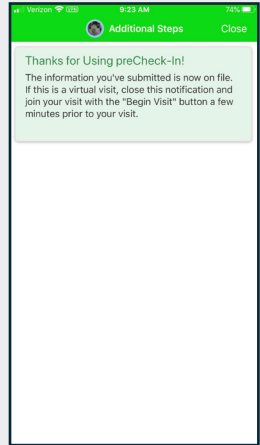 Verizon LTE 9:23 AM 74%
Additional Steps Close
Thanks for Using preCheck-In!
The information you've submitted is now on file.
If this is a virtual visit, close this notification and
join your visit with the "Begin Visit" button a few
minutes prior to your visit.